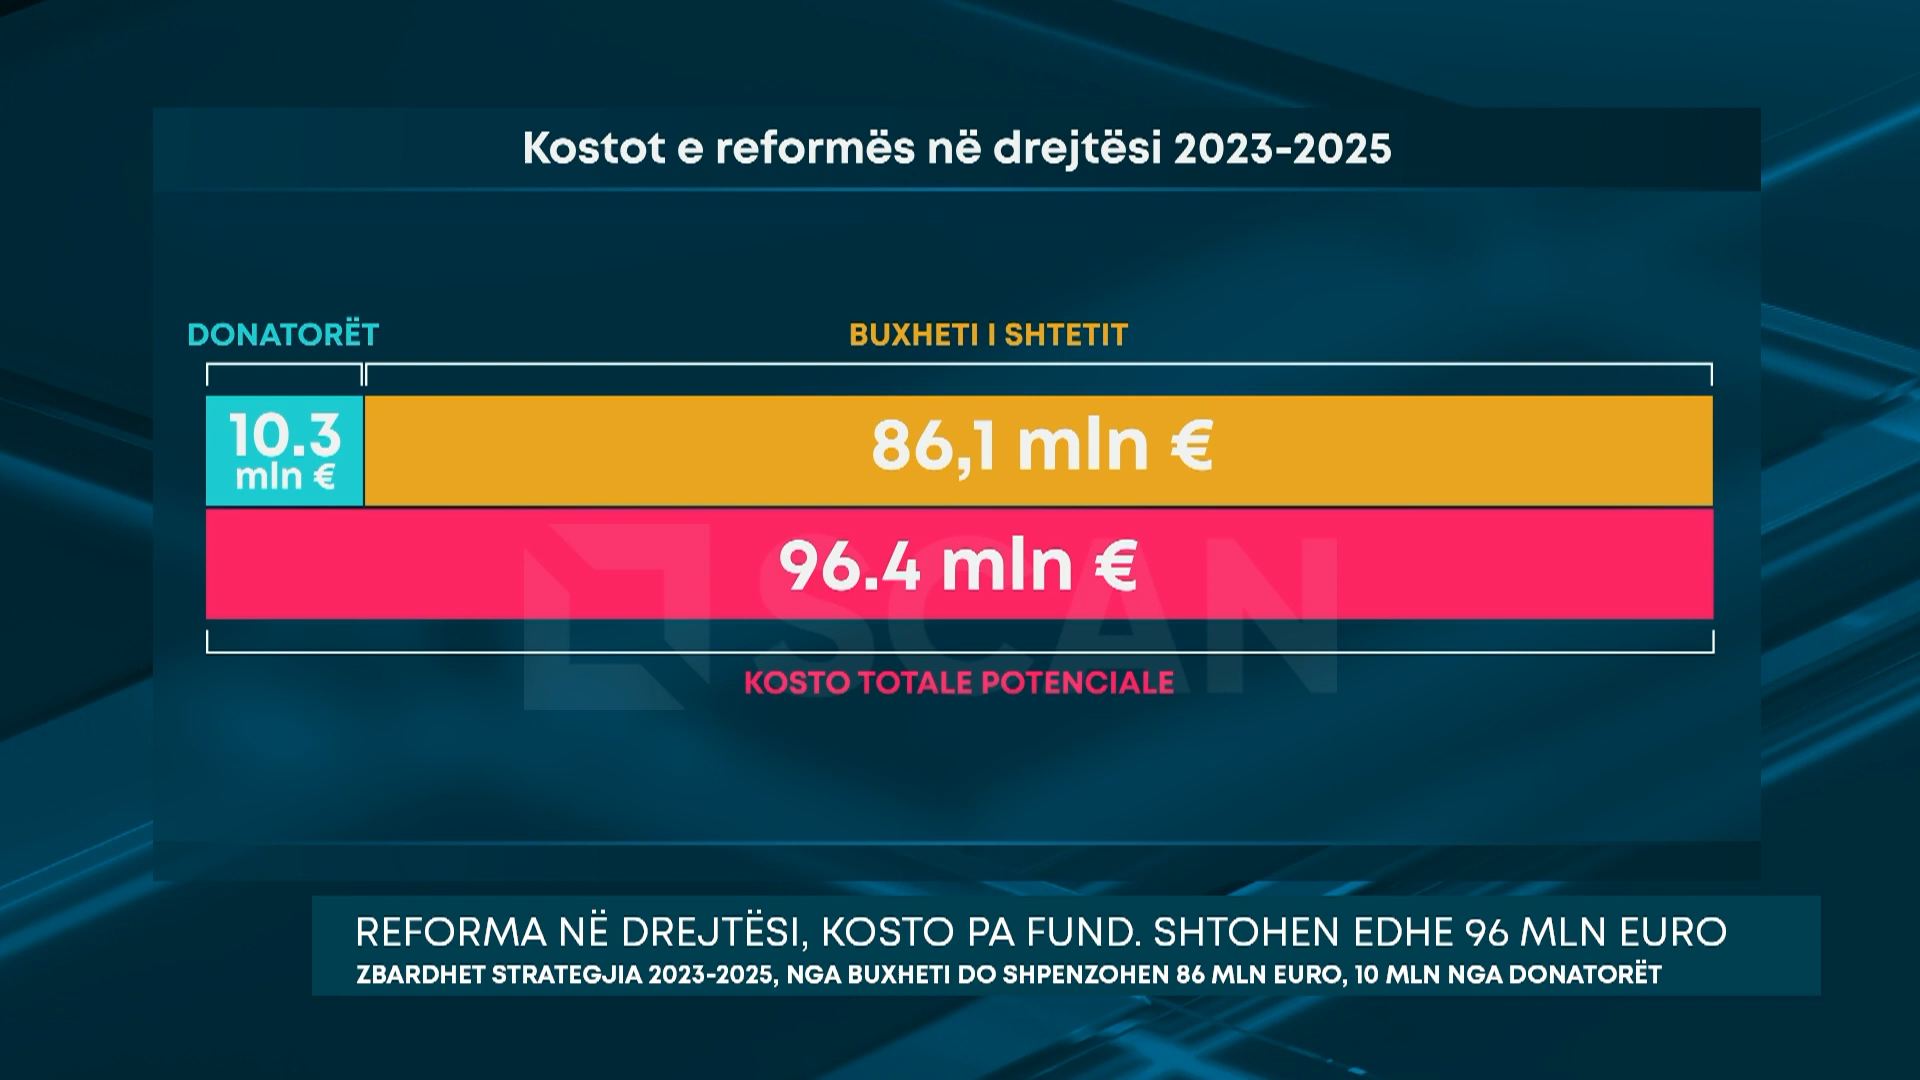 Kostot e reformës në drejtësi 2023-2025
DONATORËT
BUXHETI I SHTETIT
10.3
mln €
86,1 mln €
96.4 mln €
SCAN
KOSTO TOTALE POTENCIALE
REFORMA NË DREJTËSI, KOSTO PA FUND. SHTOHEN EDHE 96 MLN EURO
ZBARDHET STRATEGJIA 2023-2025, NGA BUXHETI DO SHPENZOHEN 86 MLN EURO, 10 MLN NGA DONATORËT